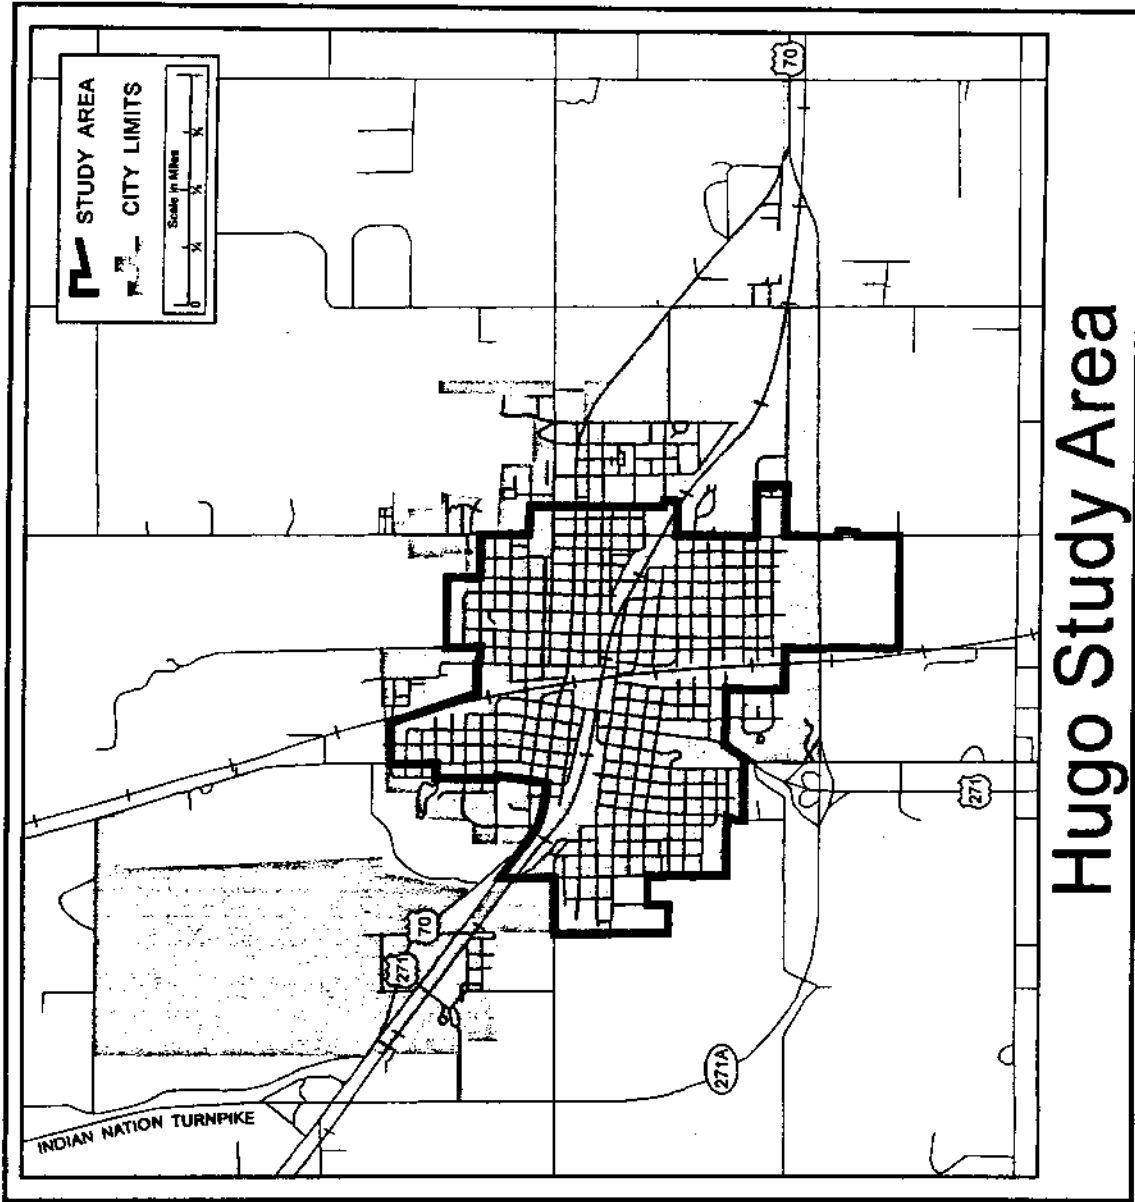 STUDY AREA
CITY LIMITS
Scale in Miles
0 ¼ ½ ¾
70
70
271
INDIAN NATION TURNPIKE
271A
271
Hugo Study Area